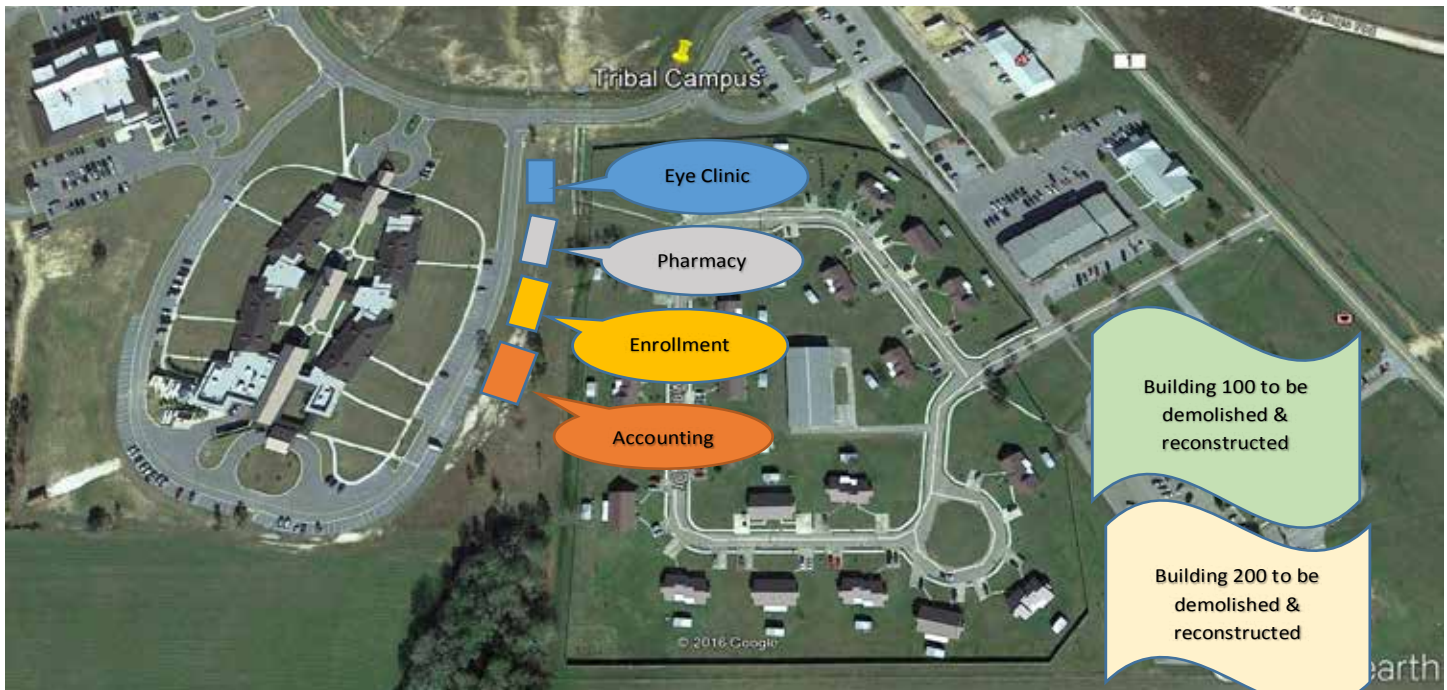 1
Tribal Campus
Eye Clinic
Pharmacy
Enrollment
Accounting
Building 100 to be
demolished &
reconstructed
Building 200 to be
demolished &
reconstructed
© 2016 Google
earth